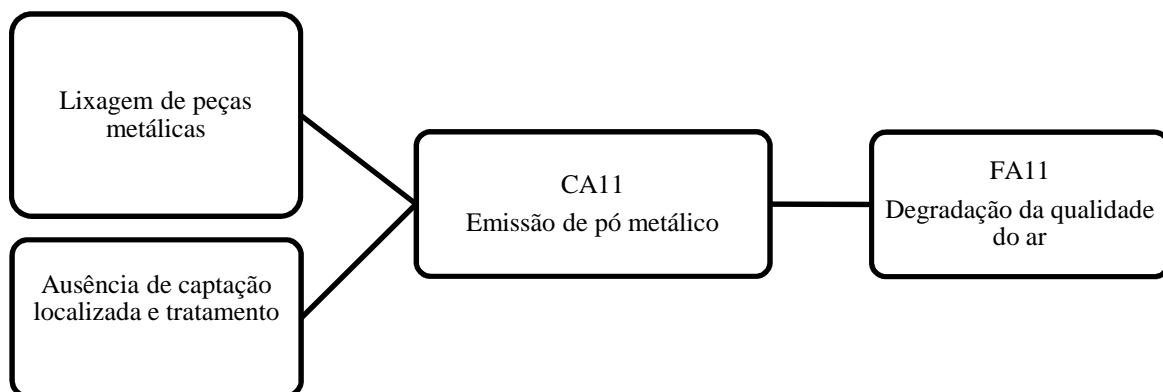 Lixagem de peças
metálicas
Ausência de captação
localizada e tratamento
CA11
Emissão de pó metálico
FA11
Degradação da qualidade
do ar